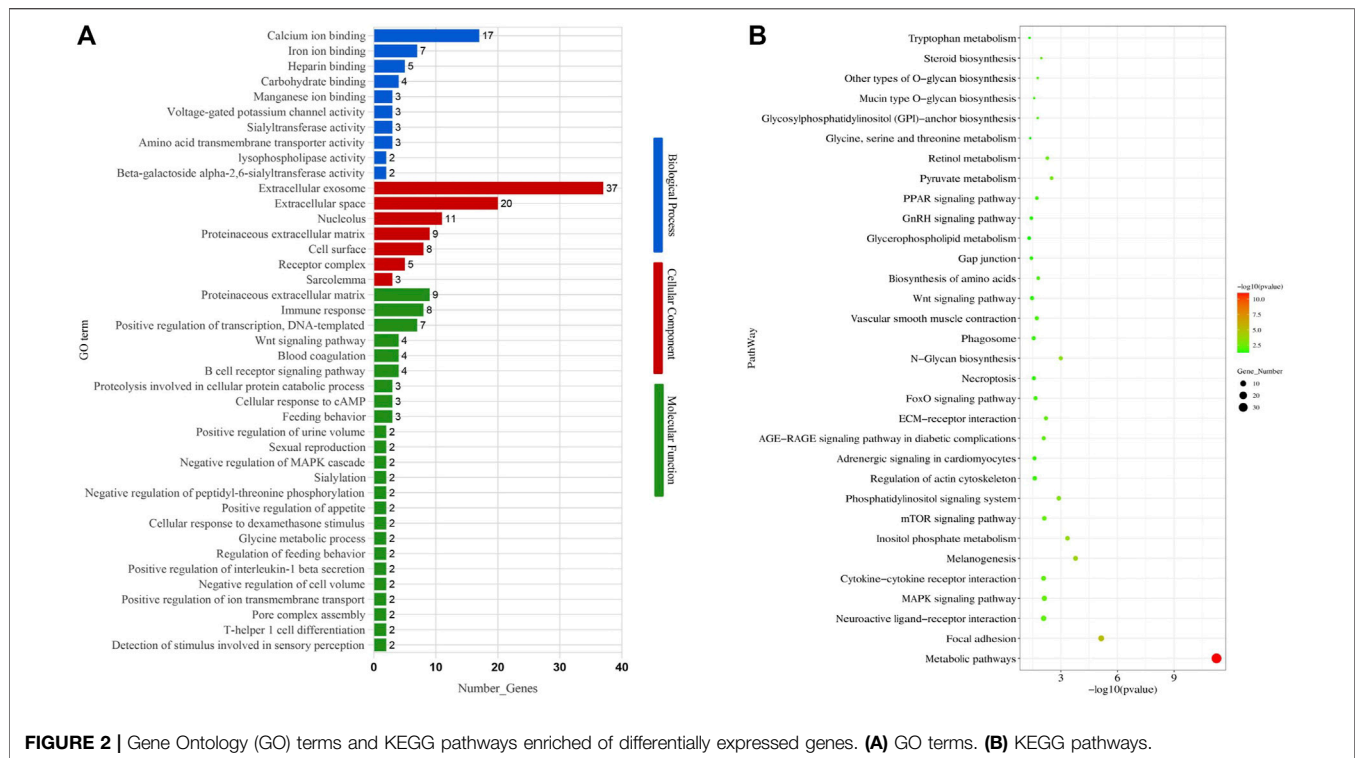 A
Calcium ion binding 17
Iron ion binding 7
Heparin binding 5
Carbohydrate binding 4
Manganese ion binding 3
Voltage-gated potassium channel activity 3
Sialyltransferase activity 3
Amino acid transmembrane transporter activity 3
lysophospholipase activity 2
Beta-galactoside alpha-2,6-sialyltransferase activity 2
Extracellular exosome 37
Extracellular space 20
Nucleolus 11
Proteinaceous extracellular matrix 9
Cell surface 8
Receptor complex 5
Sarcolemma 3
Proteinaceous extracellular matrix 9
Immune response 8
Positive regulation of transcription, DNA-templated 7
Wnt signaling pathway 4
Blood coagulation 4
B cell receptor signaling pathway 4
Proteolysis involved in cellular protein catabolic process 3
Cellular response to cAMP 3
Feeding behavior 3
Positive regulation of urine volume 2
Sexual reproduction 2
Negative regulation of MAPK cascade 2
Sialylation 2
Negative regulation of peptidyl-threonine phosphorylation 2
Positive regulation of appetite 2
Cellular response to dexamethasone stimulus 2
Glycine metabolic process 2
Regulation of feeding behavior 2
Positive regulation of interleukin-1 beta secretion 2
Negative regulation of cell volume 2
Positive regulation of ion transmembrane transport 2
Pore complex assembly 2
T-helper 1 cell differentiation 2
Detection of stimulus involved in sensory perception 2
GO term
0 10 20 30 40
Number_Genes
Biological Process
Cellular Component
Molecular Function
B
Tryptophan metabolism
Steroid biosynthesis
Other types of O-glycan biosynthesis
Mucin type O-glycan biosynthesis
Glycosylphosphatidylinositol (GPI)-anchor biosynthesis
Glycine, serine and threonine metabolism
Retinol metabolism
Pyruvate metabolism
PPAR signaling pathway
GnRH signaling pathway
Glycerophospholipid metabolism
Gap junction
Biosynthesis of amino acids
Wnt signaling pathway
Vascular smooth muscle contraction
Phagosome
N-Glycan biosynthesis
Necroptosis
FoxO signaling pathway
ECM-receptor interaction
AGE-RAGE signaling pathway in diabetic complications
Adrenergic signaling in cardiomyocytes
Regulation of actin cytoskeleton
Phosphatidylinositol signaling system
mTOR signaling pathway
Inositol phosphate metabolism
Melanogenesis
Cytokine-cytokine receptor interaction
MAPK signaling pathway
Neuroactive ligand-receptor interaction
Focal adhesion
Metabolic pathways
PathWay
3 6 9
-log10(pvalue)
-log10(pvalue)
10.0
7.5
5.0
2.5
Gene_Number
10
20
30
FIGURE 2 | Gene Ontology (GO) terms and KEGG pathways enriched of differentially expressed genes. (A) GO terms. (B) KEGG pathways.